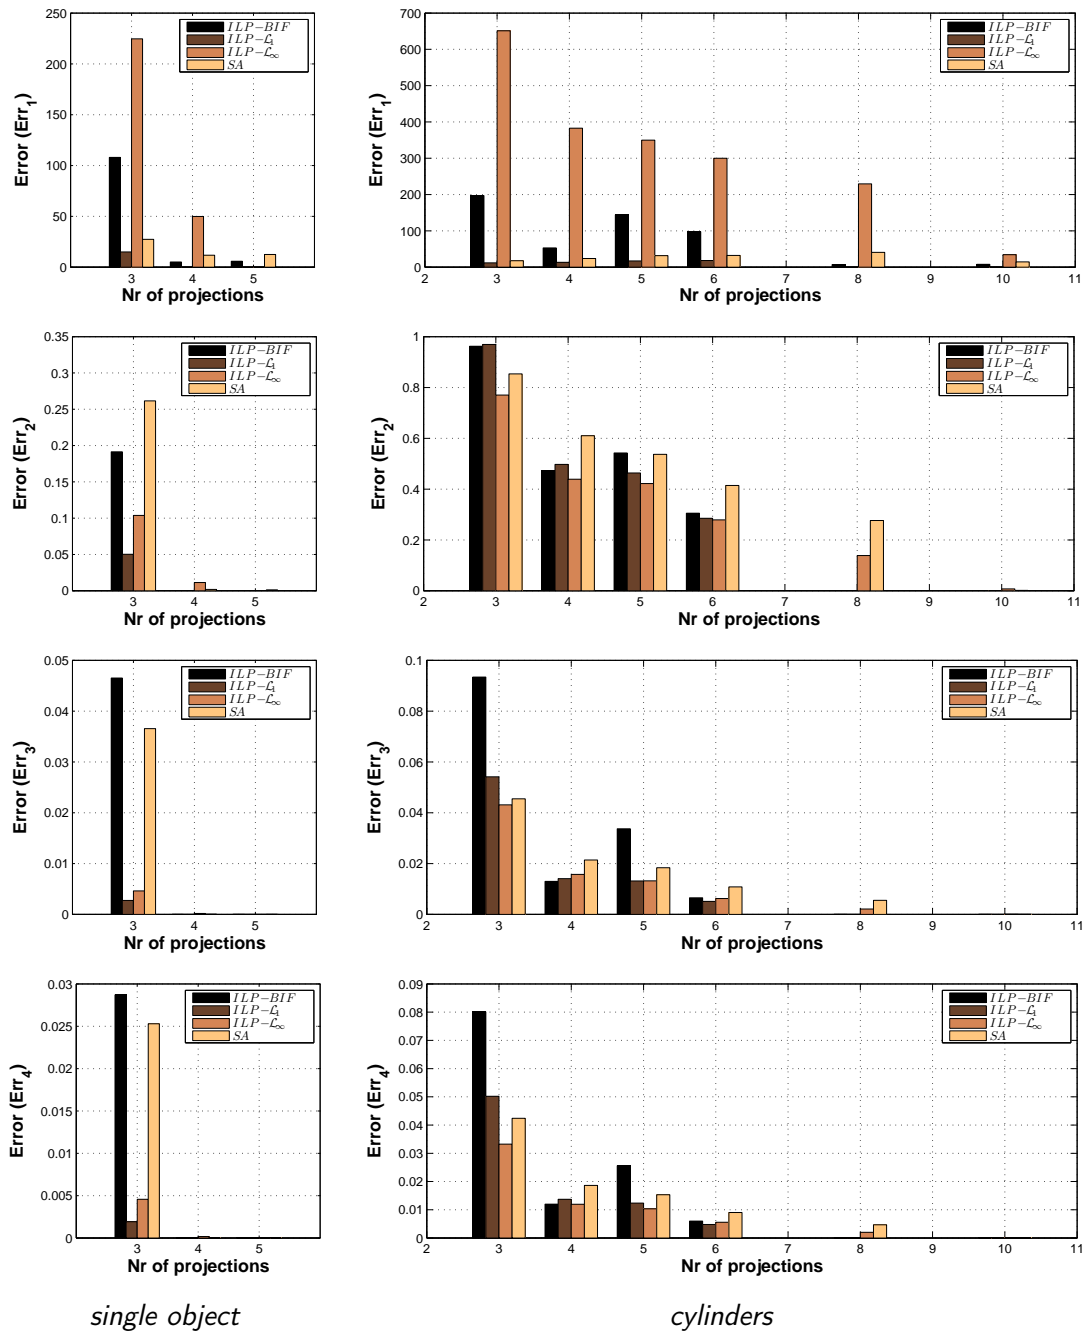 250
200
150
100
50
0
3
4
5
Error (Err1)
Nr of projections
ILP−BIF
ILP−ℒ1
ILP−ℒ∞
SA
700
600
500
400
300
200
100
0
2
3
4
5
6
7
8
9
10
11
Error (Err1)
Nr of projections
ILP−BIF
ILP−ℒ1
ILP−ℒ∞
SA
0.35
0.3
0.25
0.2
0.15
0.1
0.05
0
3
4
5
Error (Err2)
Nr of projections
ILP−BIF
ILP−ℒ1
ILP−ℒ∞
SA
1
0.8
0.6
0.4
0.2
0
2
3
4
5
6
7
8
9
10
11
Error (Err2)
Nr of projections
ILP−BIF
ILP−ℒ1
ILP−ℒ∞
SA
0.05
0.04
0.03
0.02
0.01
0
3
4
5
Error (Err3)
Nr of projections
ILP−BIF
ILP−ℒ1
ILP−ℒ∞
SA
0.1
0.08
0.06
0.04
0.02
0
2
3
4
5
6
7
8
9
10
11
Error (Err3)
Nr of projections
ILP−BIF
ILP−ℒ1
ILP−ℒ∞
SA
0.03
0.025
0.02
0.015
0.01
0.005
0
3
4
5
Error (Err4)
Nr of projections
ILP−BIF
ILP−ℒ1
ILP−ℒ∞
SA
0.09
0.08
0.07
0.06
0.05
0.04
0.03
0.02
0.01
0
2
3
4
5
6
7
8
9
10
11
Error (Err4)
Nr of projections
ILP−BIF
ILP−ℒ1
ILP−ℒ∞
SA
single object
cylinders